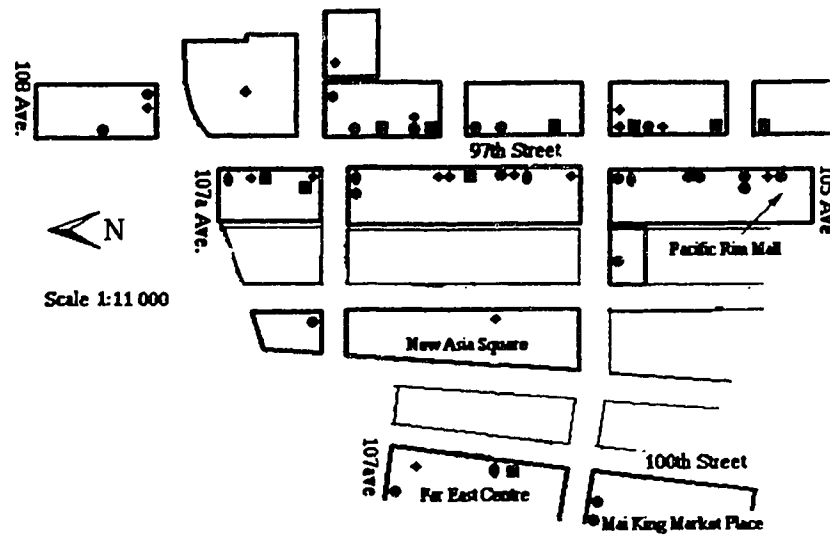 108 Ave.
97th Street
107a Ave.
105 Ave
N
Pacific Rim Mall
Scale 1:11 000
New Asia Square
107ave
100th Street
Far East Centre
Mai King Market Place